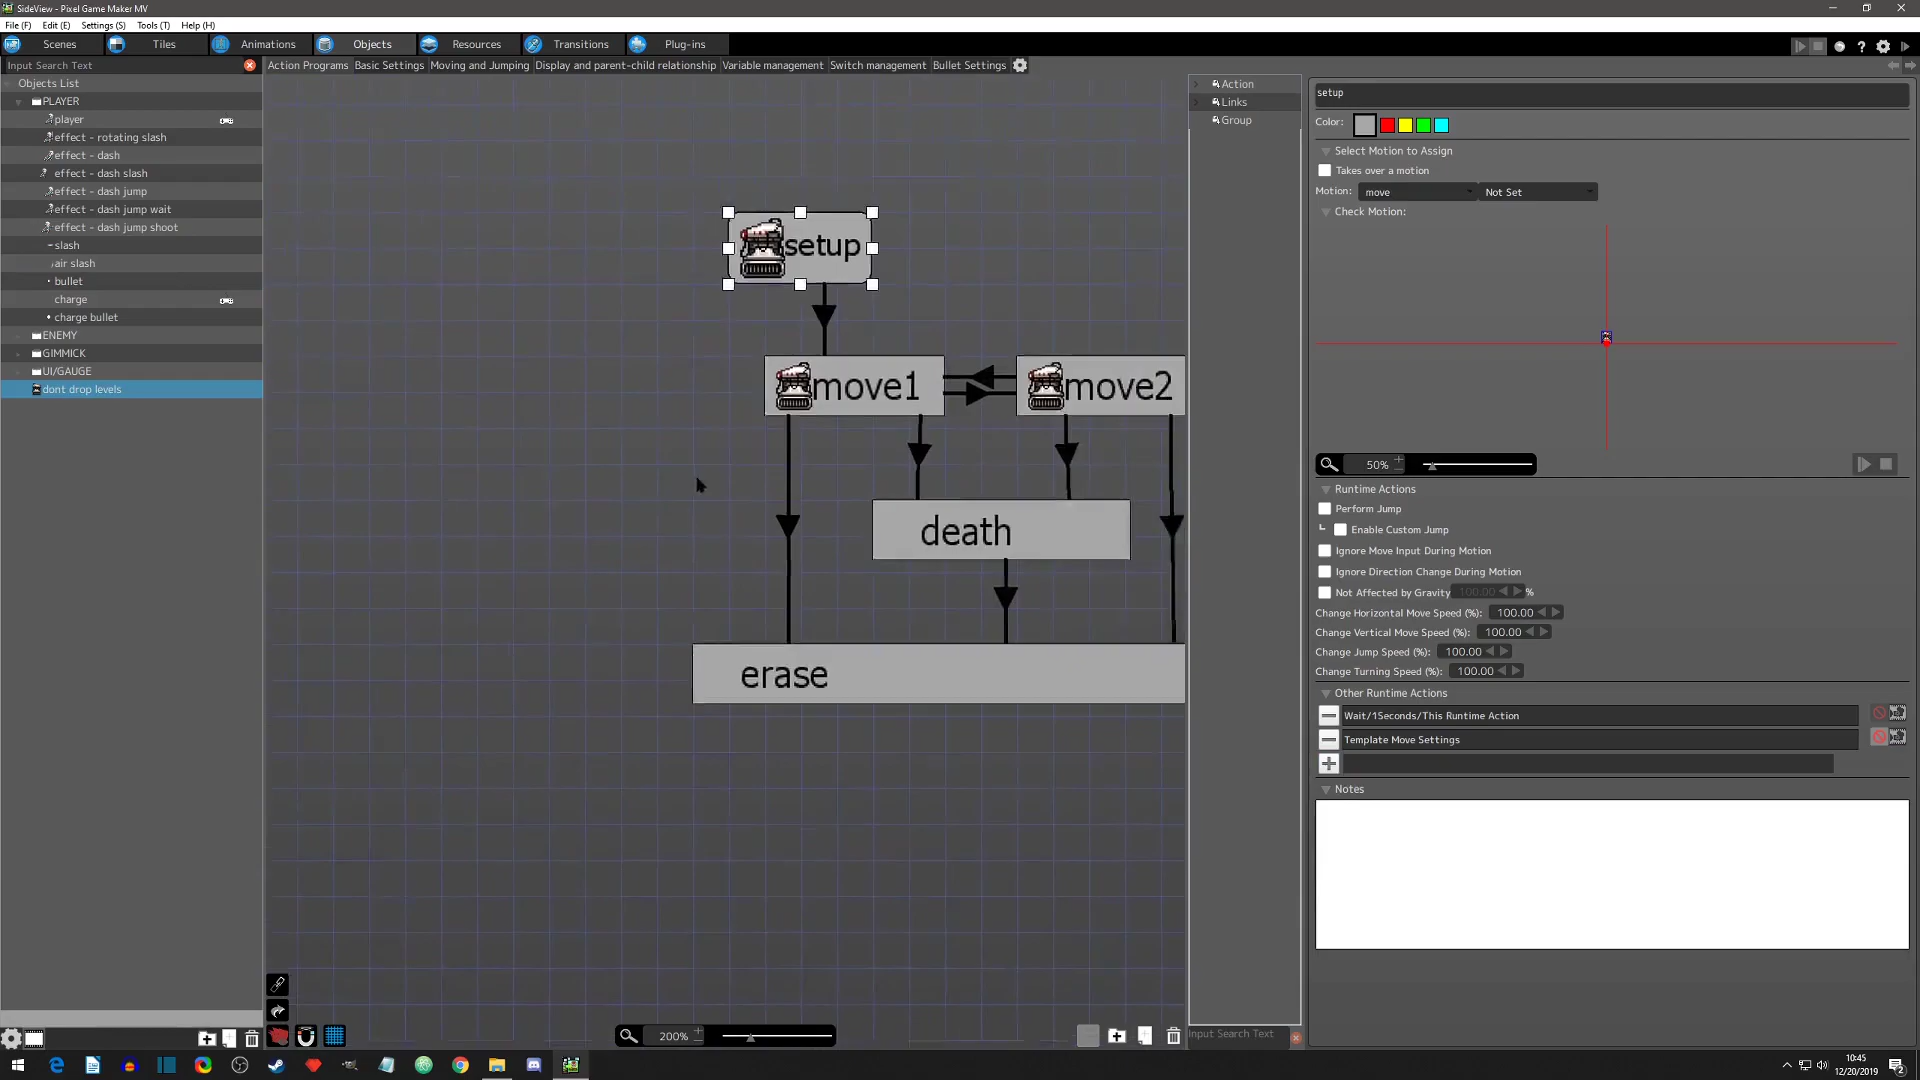 SideView - Pixel Game Maker MV
File (F) Edit (E) Settings (S) Tools (T) Help (H)
Scenes Tiles Animations Objects Resources Transitions Plug-ins
Input Search Text
Action Programs Basic Settings Moving and Jumping Display and parent-child relationship Variable management Switch management Bullet Settings
Objects List
PLAYER
player
effect - rotating slash
effect - dash
effect - dash slash
effect - dash jump
effect - dash jump wait
effect - dash jump shoot
slash
air slash
bullet
charge
charge bullet
ENEMY
GIMMICK
UI/GAUGE
dont drop levels
setup
move1
move2
death
erase
200%
Action
Links
Group
Input Search Text
setup
Color:
Select Motion to Assign
Takes over a motion
Motion: move Not Set
Check Motion:
50%
Runtime Actions
Perform Jump
Enable Custom Jump
Ignore Move Input During Motion
Ignore Direction Change During Motion
Not Affected by Gravity 100.00 %
Change Horizontal Move Speed (%): 100.00
Change Vertical Move Speed (%): 100.00
Change Jump Speed (%): 100.00
Change Turning Speed (%): 100.00
Other Runtime Actions
Wait/1Seconds/This Runtime Action
Template Move Settings
Notes
10:45
12/20/2019